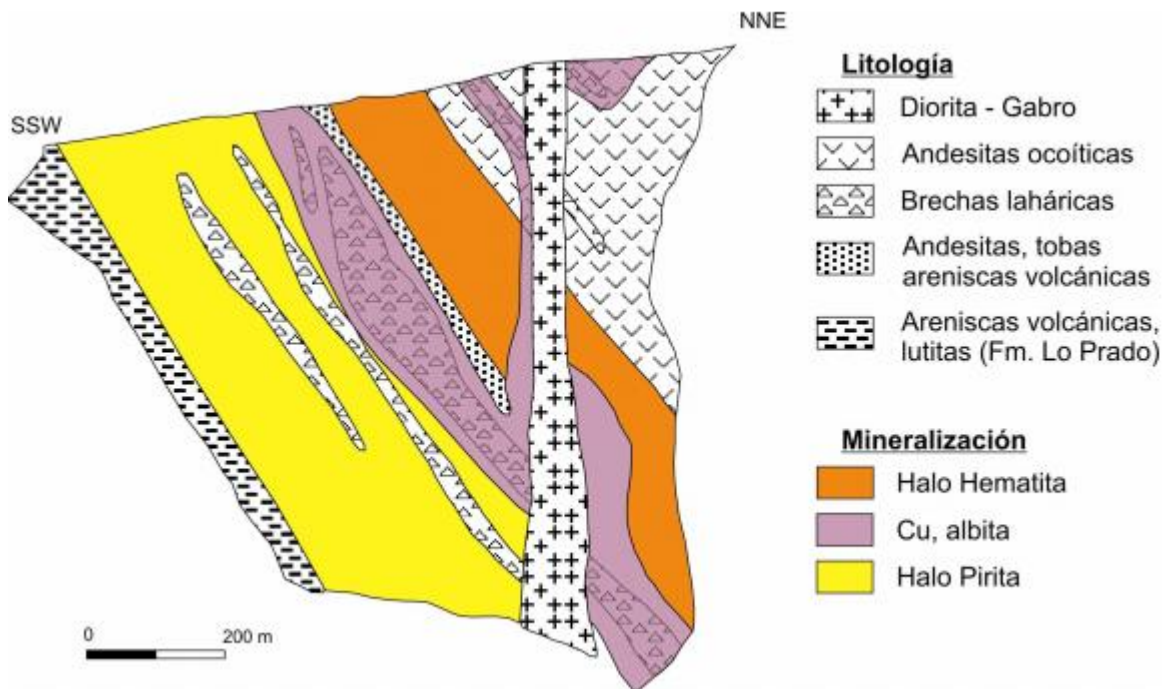 NNE
SSW
Litología
Diorita - Gabro
Andesitas ocoíticas
Brechas laháricas
Andesitas, tobas
areniscas volcánicas
Areniscas volcánicas,
lutitas (Fm. Lo Prado)
Mineralización
Halo Hematita
Cu, albita
Halo Pirita
0 200 m